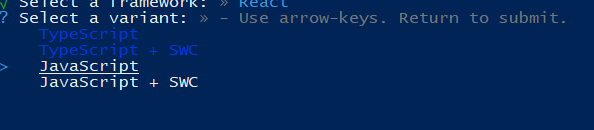 √ Select a framework: » React
? Select a variant: » - Use arrow-keys. Return to submit.
TypeScript
TypeScript + SWC
> JavaScript
JavaScript + SWC